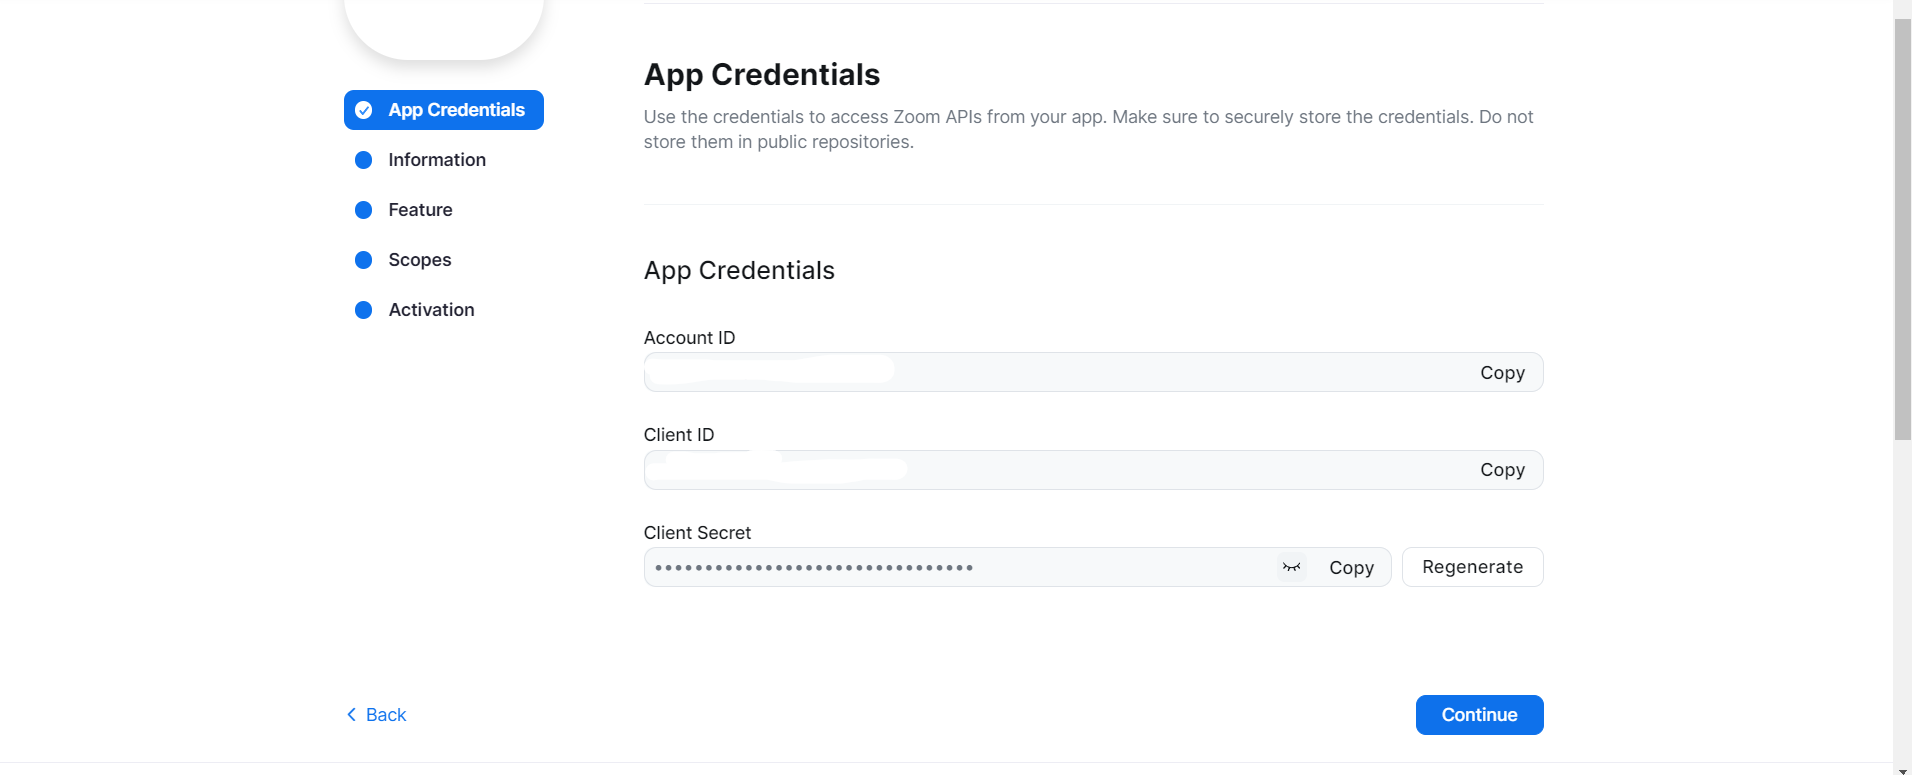 App Credentials
Information
Feature
Scopes
Activation
App Credentials
Use the credentials to access Zoom APIs from your app. Make sure to securely store the credentials. Do not
store them in public repositories.
App Credentials
Account ID
Copy
Client ID
Copy
Client Secret
Copy
Regenerate
Back
Continue